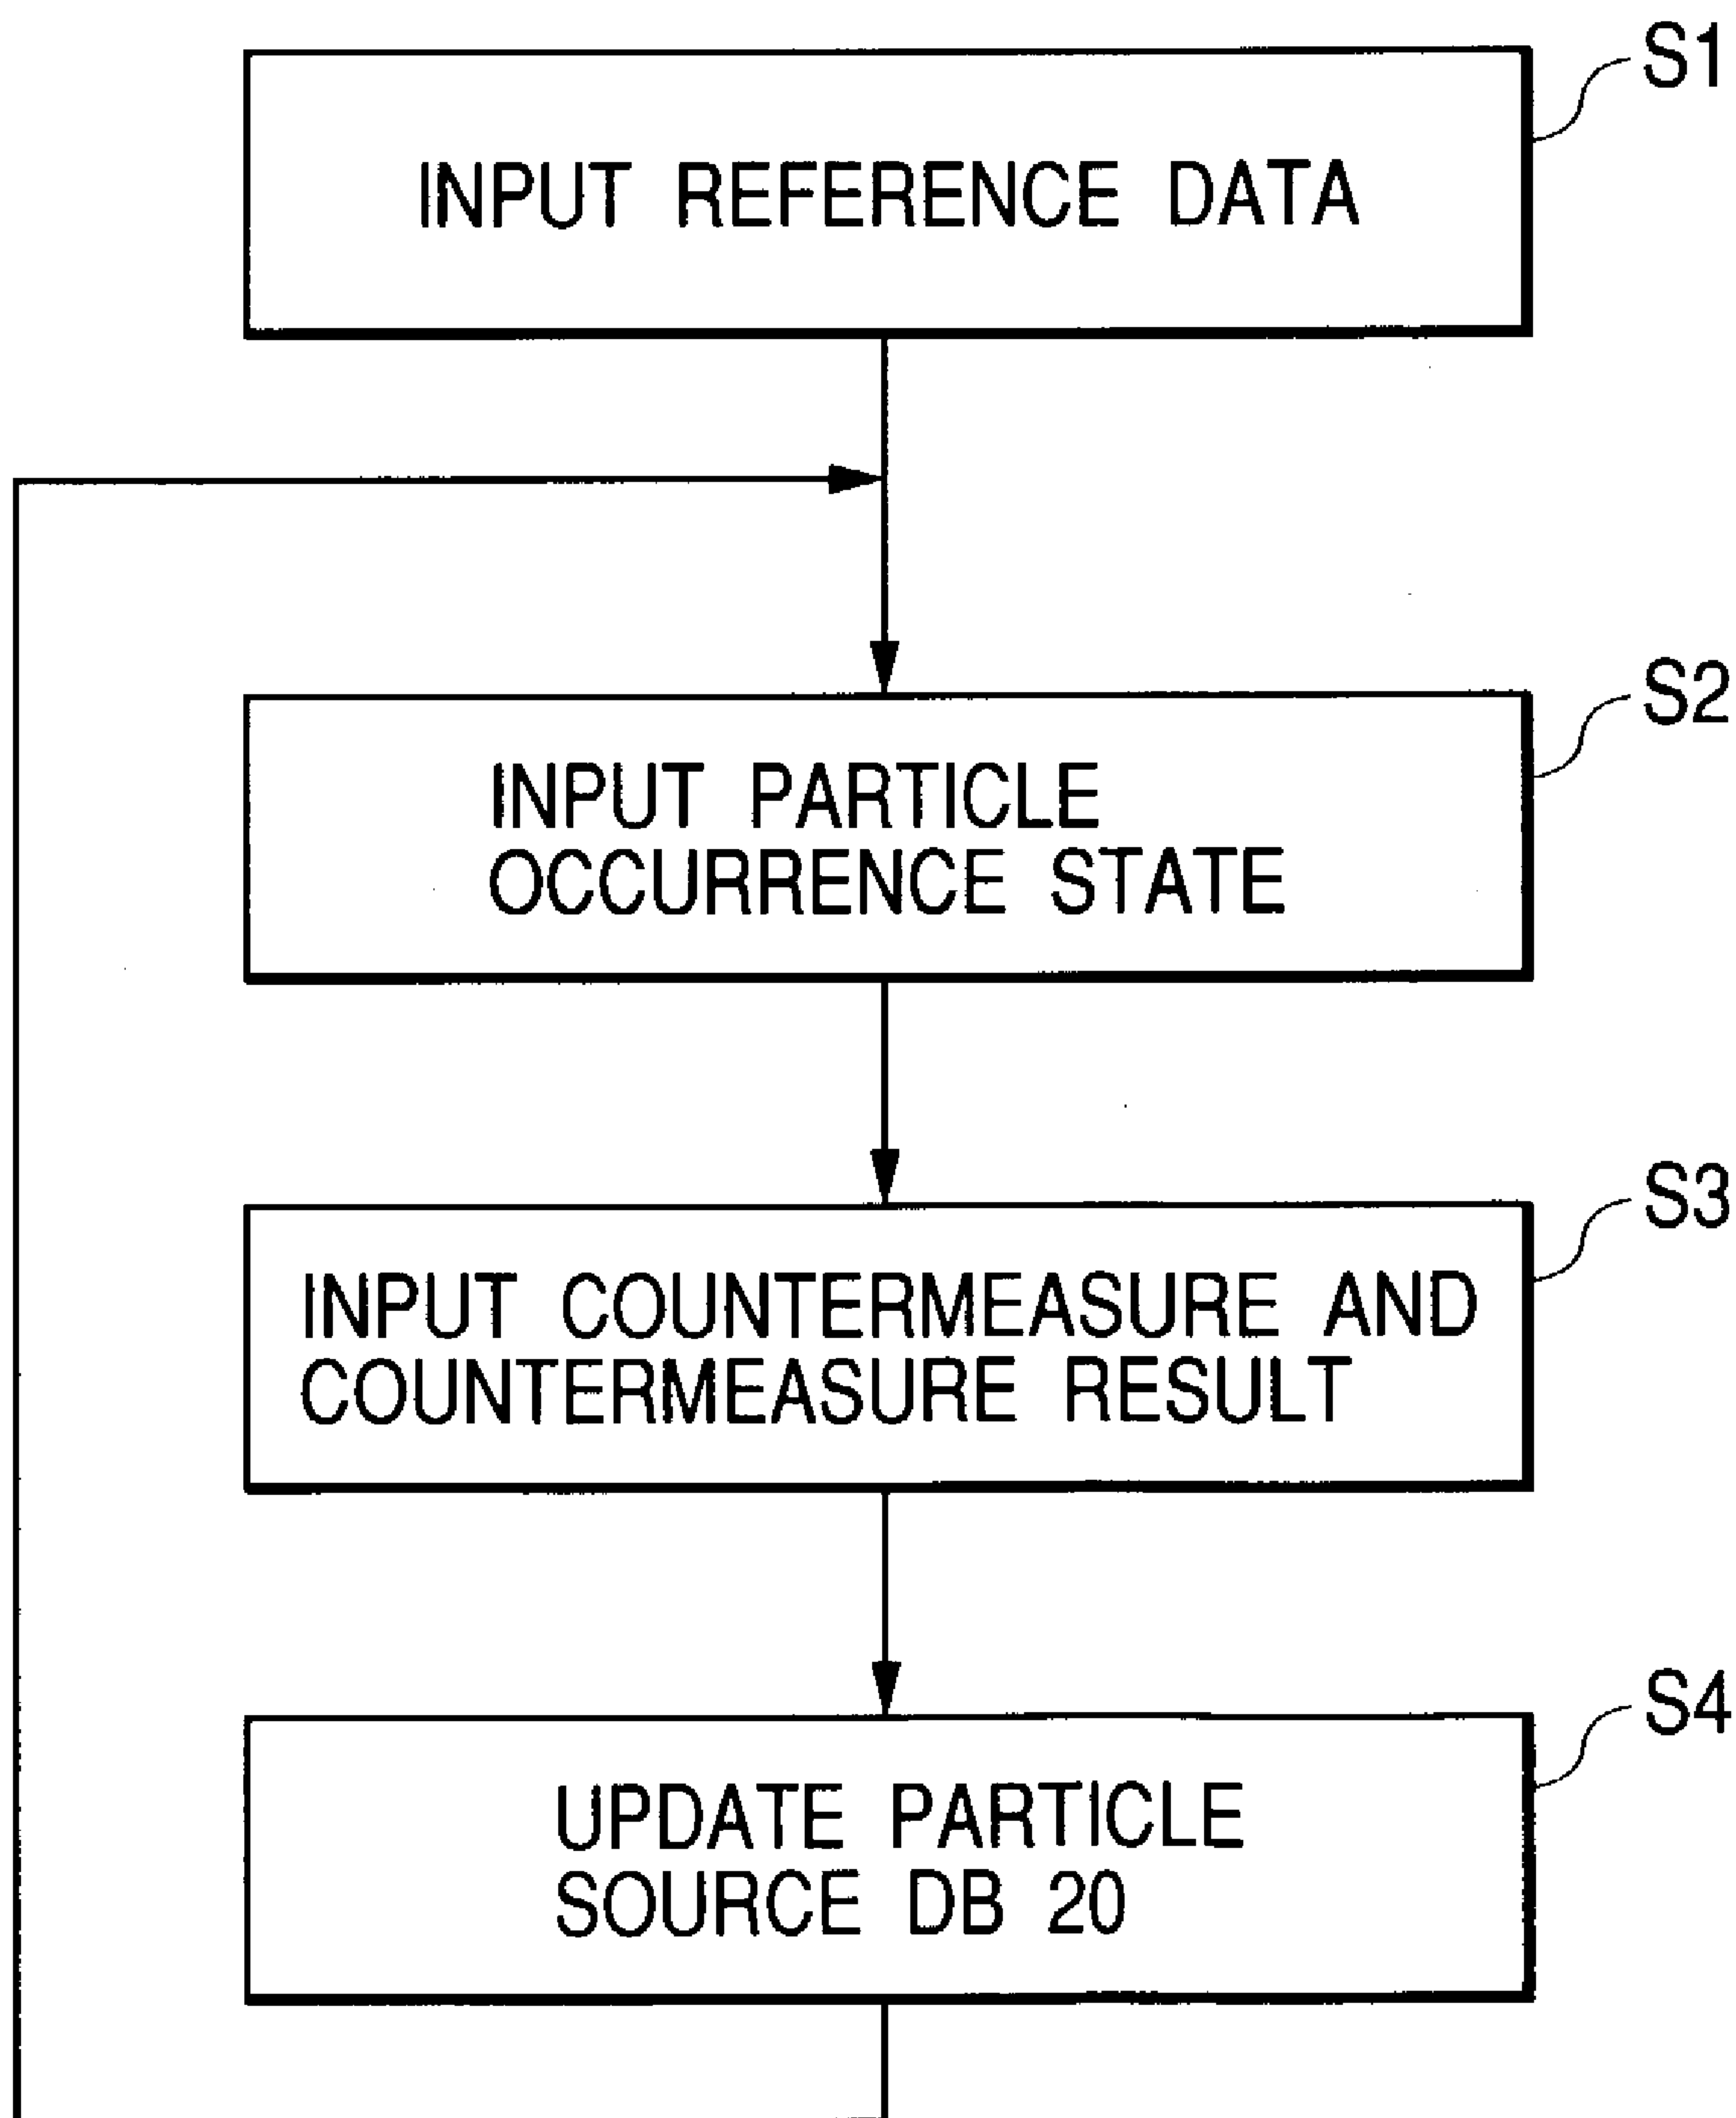 S1
INPUT REFERENCE DATA
S2
INPUT PARTICLE
OCCURRENCE STATE
S3
INPUT COUNTERMEASURE AND
COUNTERMEASURE RESULT
S4
UPDATE PARTICLE
SOURCE DB 20